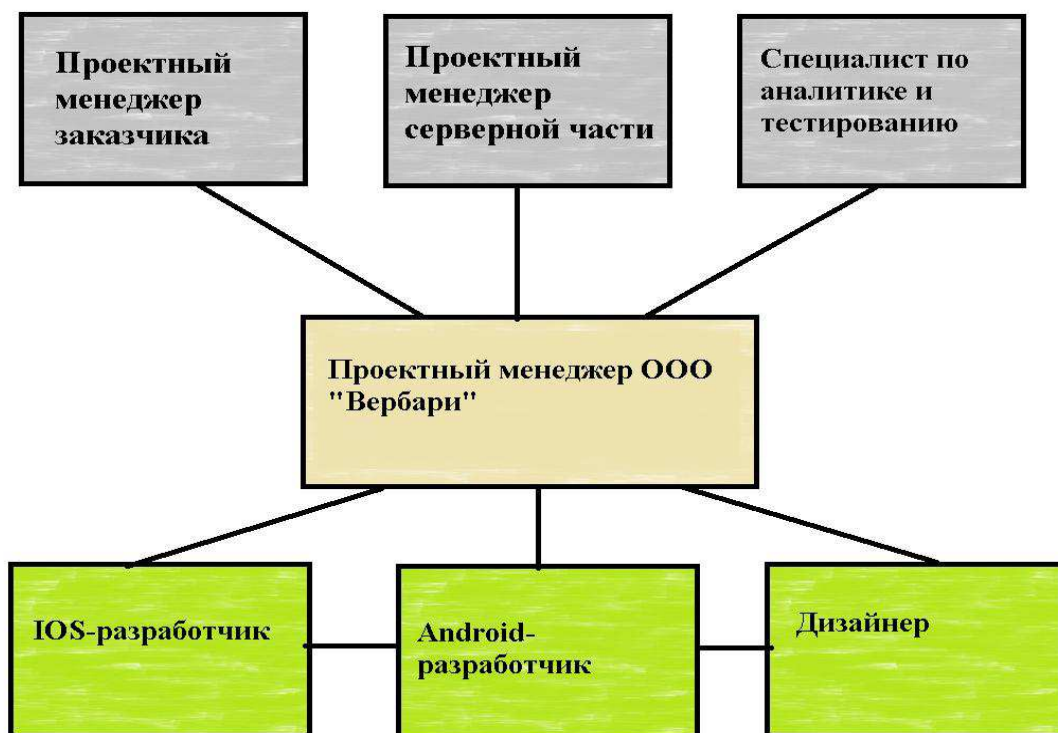 Проектный
менеджер
заказчика
Проектный
менеджер
серверной части
Специалист по
аналитике и
тестированию
Проектный менеджер ООО
"Вербари"
IOS-разработчик
Android-
разработчик
Дизайнер